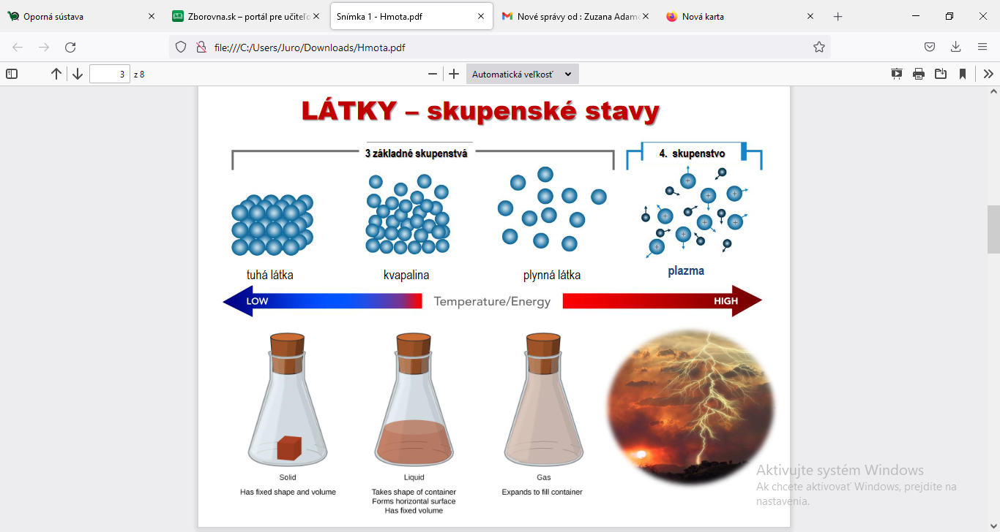 Oporná sústava
Zborovna.sk – portál pre učiteľo
Snímka 1 - Hmota.pdf
Nové správy od : Zuzana Adam
Nová karta
file:///C:/Users/Juro/Downloads/Hmota.pdf
3 z 8
Automatická veľkosť
LÁTKY – skupenské stavy
3 základné skupenstvá
4. skupenstvo
tuhá látka
kvapalina
plynná látka
plazma
LOW
Temperature/Energy
HIGH
Solid
Has fixed shape and volume
Liquid
Takes shape of container
Forms horizontal surface
Has fixed volume
Gas
Expands to fill container
Aktivujte systém Windows
Ak chcete aktivovať Windows, prejdite na
nastavenia.